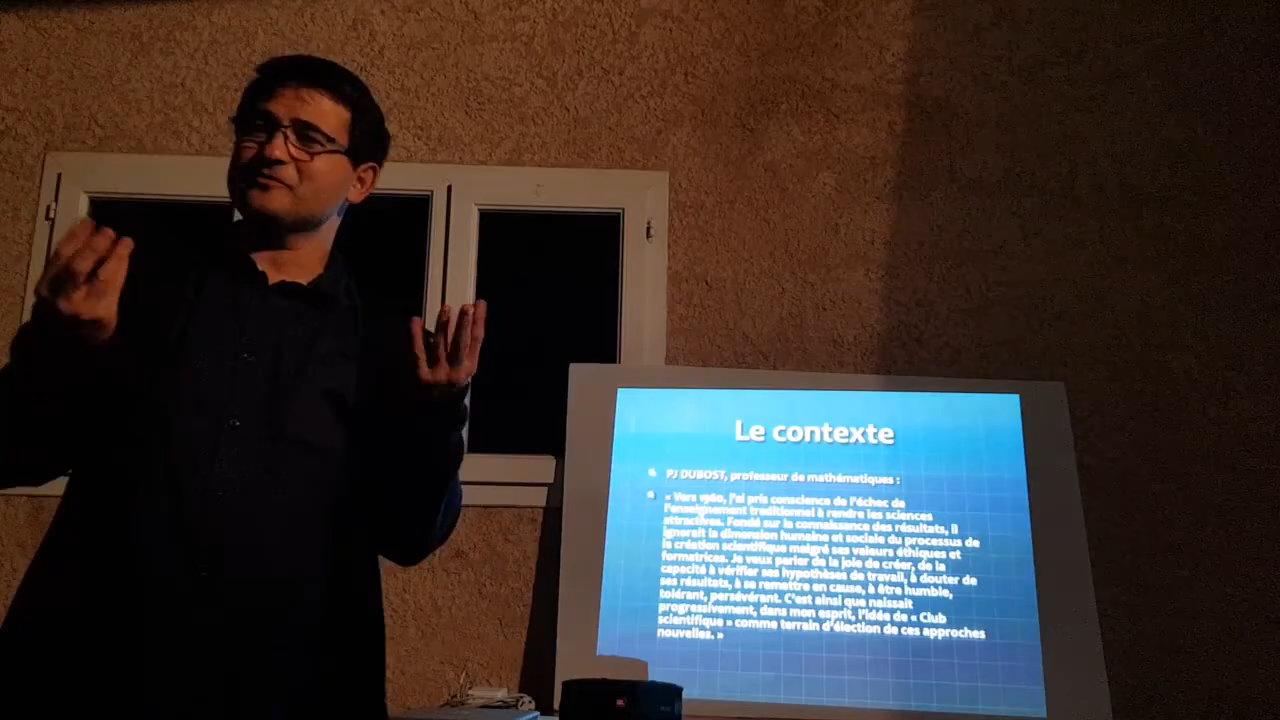 Le contexte
PJ DUBOST, professeur de mathématiques :
« Vers 1960, j'ai pris conscience de l'échec de
l'enseignement traditionnel à rendre les sciences
attractives. Fondé sur la connaissance des résultats, il
ignorait la dimension humaine et sociale du processus de
la création scientifique malgré ses valeurs éthiques et
formatrices. Je veux parler de la joie de créer, de la
capacité à vérifier ses hypothèses de travail, à douter de
ses résultats, à se remettre en cause, à être humble,
tolérant, persévérant. C'est ainsi que naissait
progressivement, dans mon esprit, l'idée de « Club
scientifique » comme terrain d'élection de ces approches
nouvelles. »
JBL